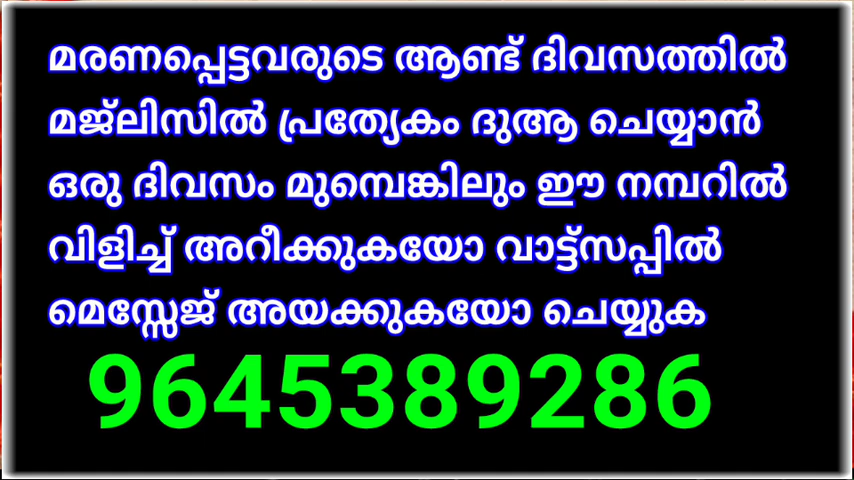 മരണപ്പെട്ടവരുടെ ആണ്ട് ദിവസത്തിൽ
മജ്‌ലിസിൽ പ്രത്യേകം ദുആ ചെയ്യാൻ
ഒരു ദിവസം മുമ്പെങ്കിലും ഈ നമ്പറിൽ
വിളിച്ച് അറീക്കുകയോ വാട്ട്സപ്പിൽ
മെസ്സേജ് അയക്കുകയോ ചെയ്യുക
9645389286